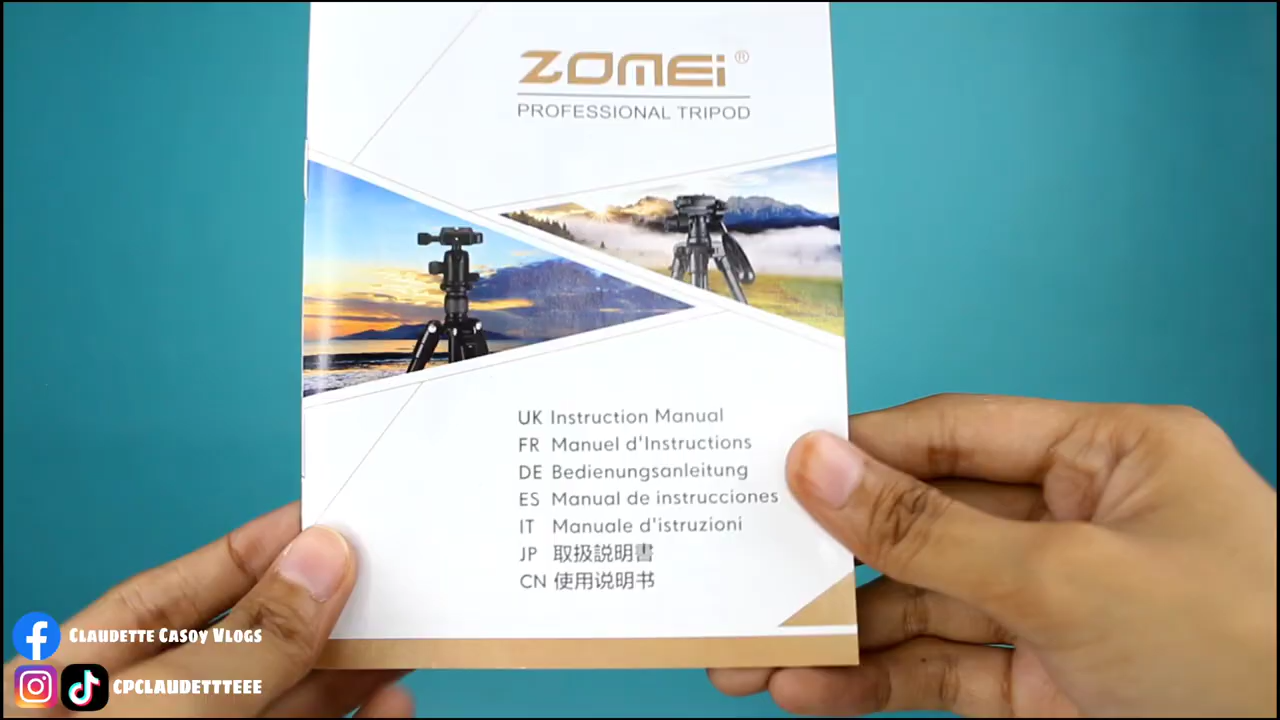 ZOMEi ®
PROFESSIONAL TRIPOD
UK Instruction Manual
FR Manuel d'Instructions
DE Bedienungsanleitung
ES Manual de instrucciones
IT Manuale d'istruzioni
JP 取扱説明書
CN 使用说明书
CLAUDETTE CASOY VLOGS
CPCLAUDETTTEEE